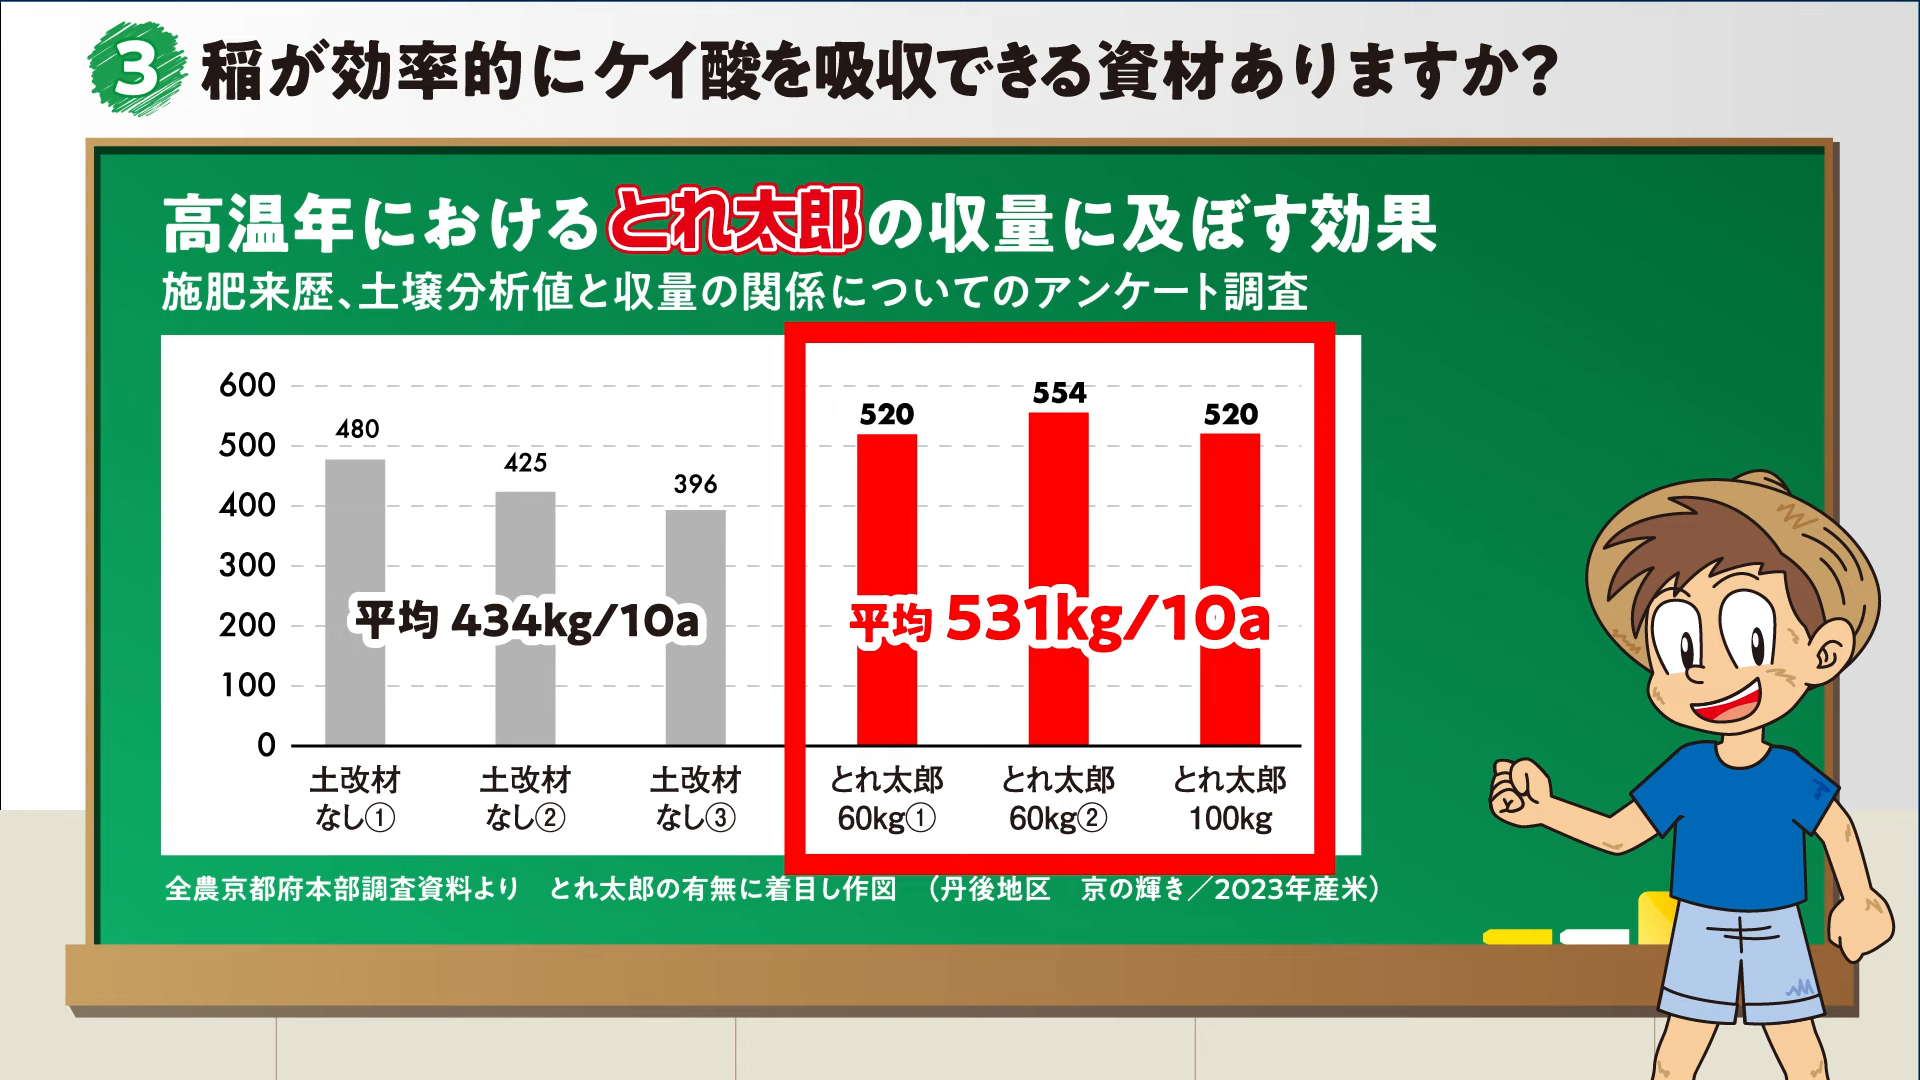 3 稲が効率的にケイ酸を吸収できる資材ありますか?
高温年におけるとれ太郎の収量に及ぼす効果
施肥来歴、土壌分析値と収量の関係についてのアンケート調査
600
500
400
300
200
100
0
480
425
396
520
554
520
平均 434kg/10a
平均 531kg/10a
土改材
なし①
土改材
なし②
土改材
なし③
とれ太郎
60kg①
とれ太郎
60kg②
とれ太郎
100kg
全農京都府本部調査資料より　とれ太郎の有無に着目し作図　（丹後地区　京の輝き／2023年産米）